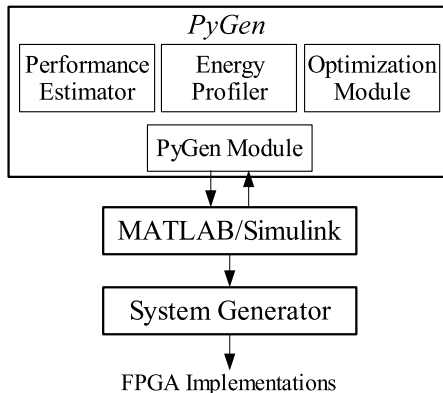 PyGen
Performance
Estimator
Energy
Profiler
Optimization
Module
PyGen Module
MATLAB/Simulink
System Generator
FPGA Implementations